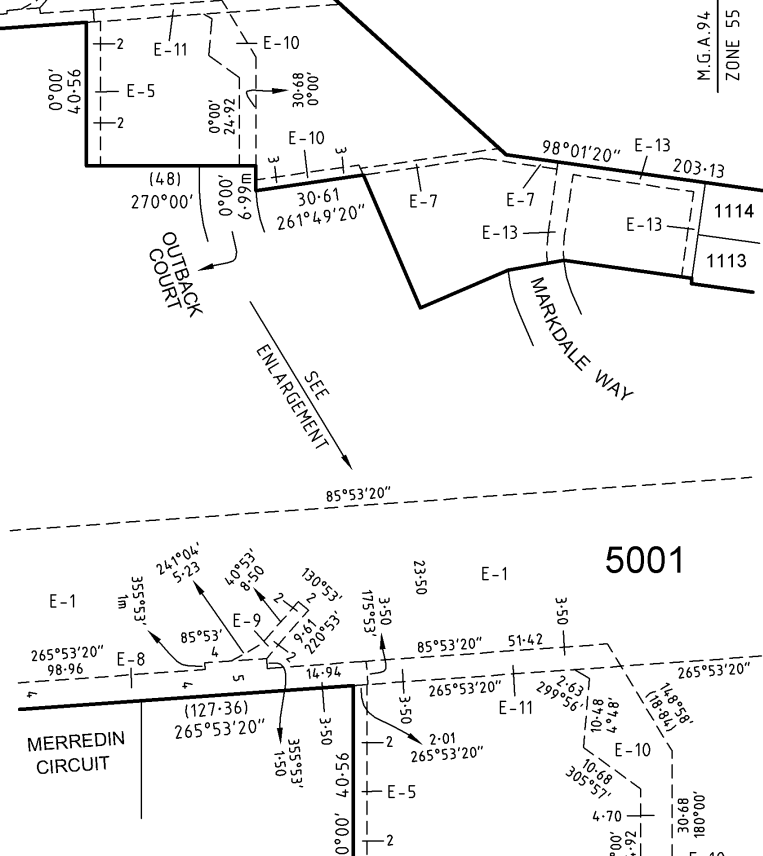 M.G.A.94
ZONE 55
2
E-11
E-10
0°00'
40·56
E-5
2
0°00'
24·92
30·68
0°00'
E-10
3
3
98°01'20"
E-13
203·13
(48)
270°00'
0°00'
6·99m
30·61
261°49'20"
E-7
E-7
E-13
E-13
1114
1113
OUTBACK
COURT
MARKDALE WAY
SEE
ENLARGEMENT
85°53'20"
5001
E-1
E-1
23·50
355°53'
1m
241°04'
5·23
40°53'
8·50
130°53'
2
2
E-9
9·61
220°53'
2
175°53'
3·50
265°53'20"
98·96
E-8
85°53'
4
4
4
5
14·94
85°53'20"
51·42
3·50
265°53'20"
265°53'20"
3·50
E-11
2·63
299°56'
148°58'
(18·84)
(127·36)
265°53'20"
3·50
355°53'
1·50
2·01
265°53'20"
10·48
4°48'
E-10
MERREDIN
CIRCUIT
2
40·56
0°00'
E-5
2
10·68
305°57'
4·70
30·68
180°00'